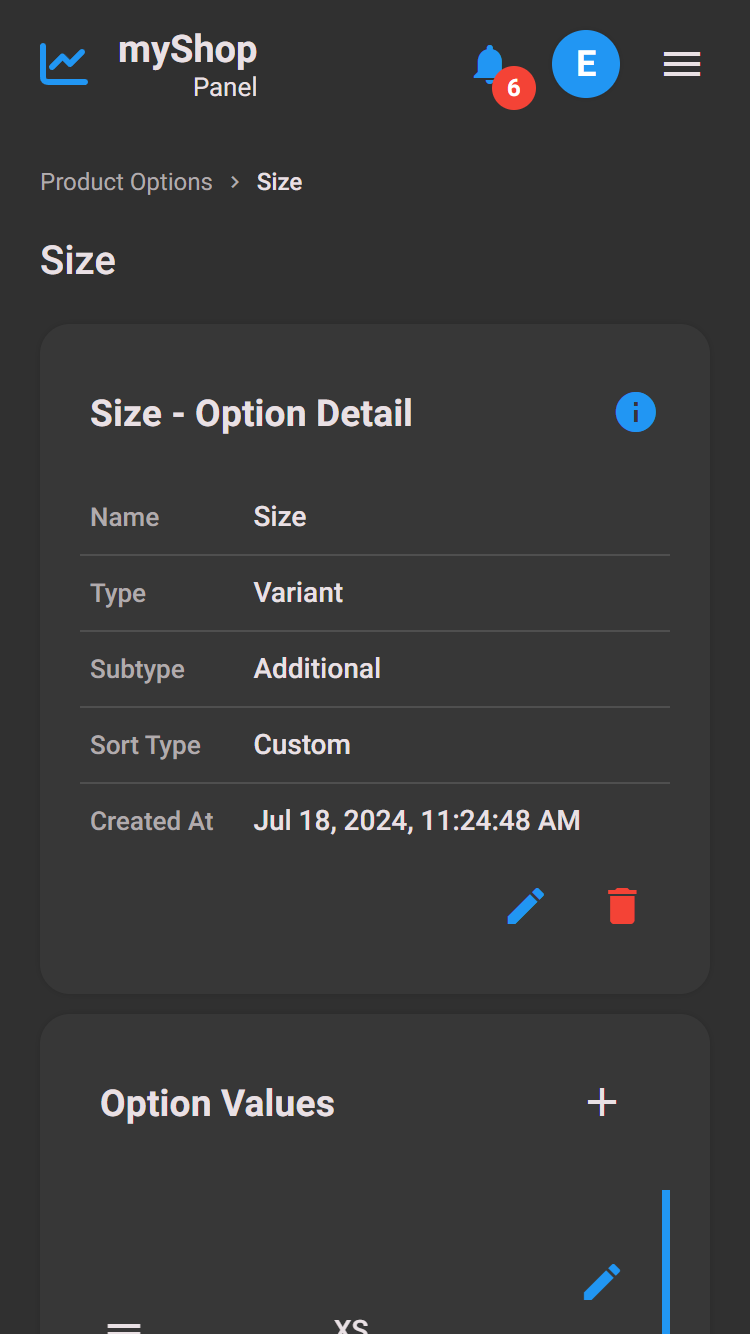 myShop
Panel
6
E
Product Options > Size
Size
Size - Option Detail
Name Size
Type Variant
Subtype Additional
Sort Type Custom
Created At Jul 18, 2024, 11:24:48 AM
Option Values
XS